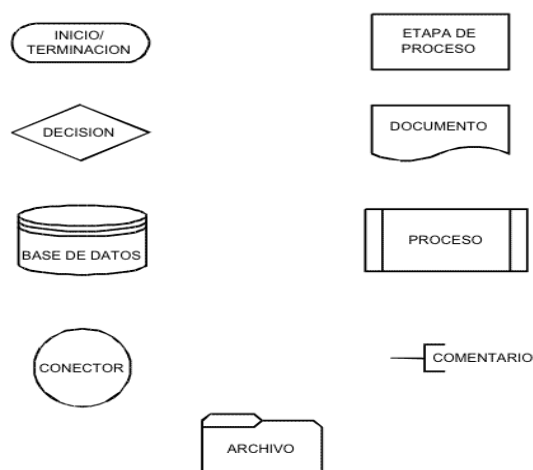 INICIO/
TERMINACION
ETAPA DE
PROCESO
DECISION
DOCUMENTO
BASE DE DATOS
PROCESO
CONECTOR
COMENTARIO
ARCHIVO